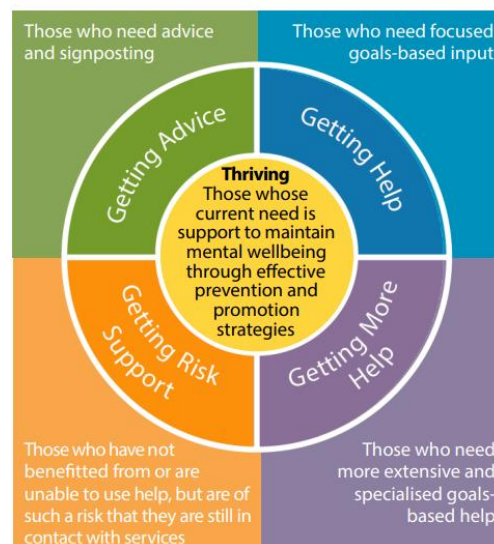 Those who need advice
and signposting
Those who need focused
goals-based input
Getting Advice
Getting Help
Thriving
Those whose
current need is
support to maintain
mental wellbeing
through effective
prevention and
promotion
strategies
Getting Risk
Support
Getting More
Help
Those who have not
benefitted from or are
unable to use help, but are of
such a risk that they are still in
contact with services
Those who need
more extensive and
specialised goals-
based help